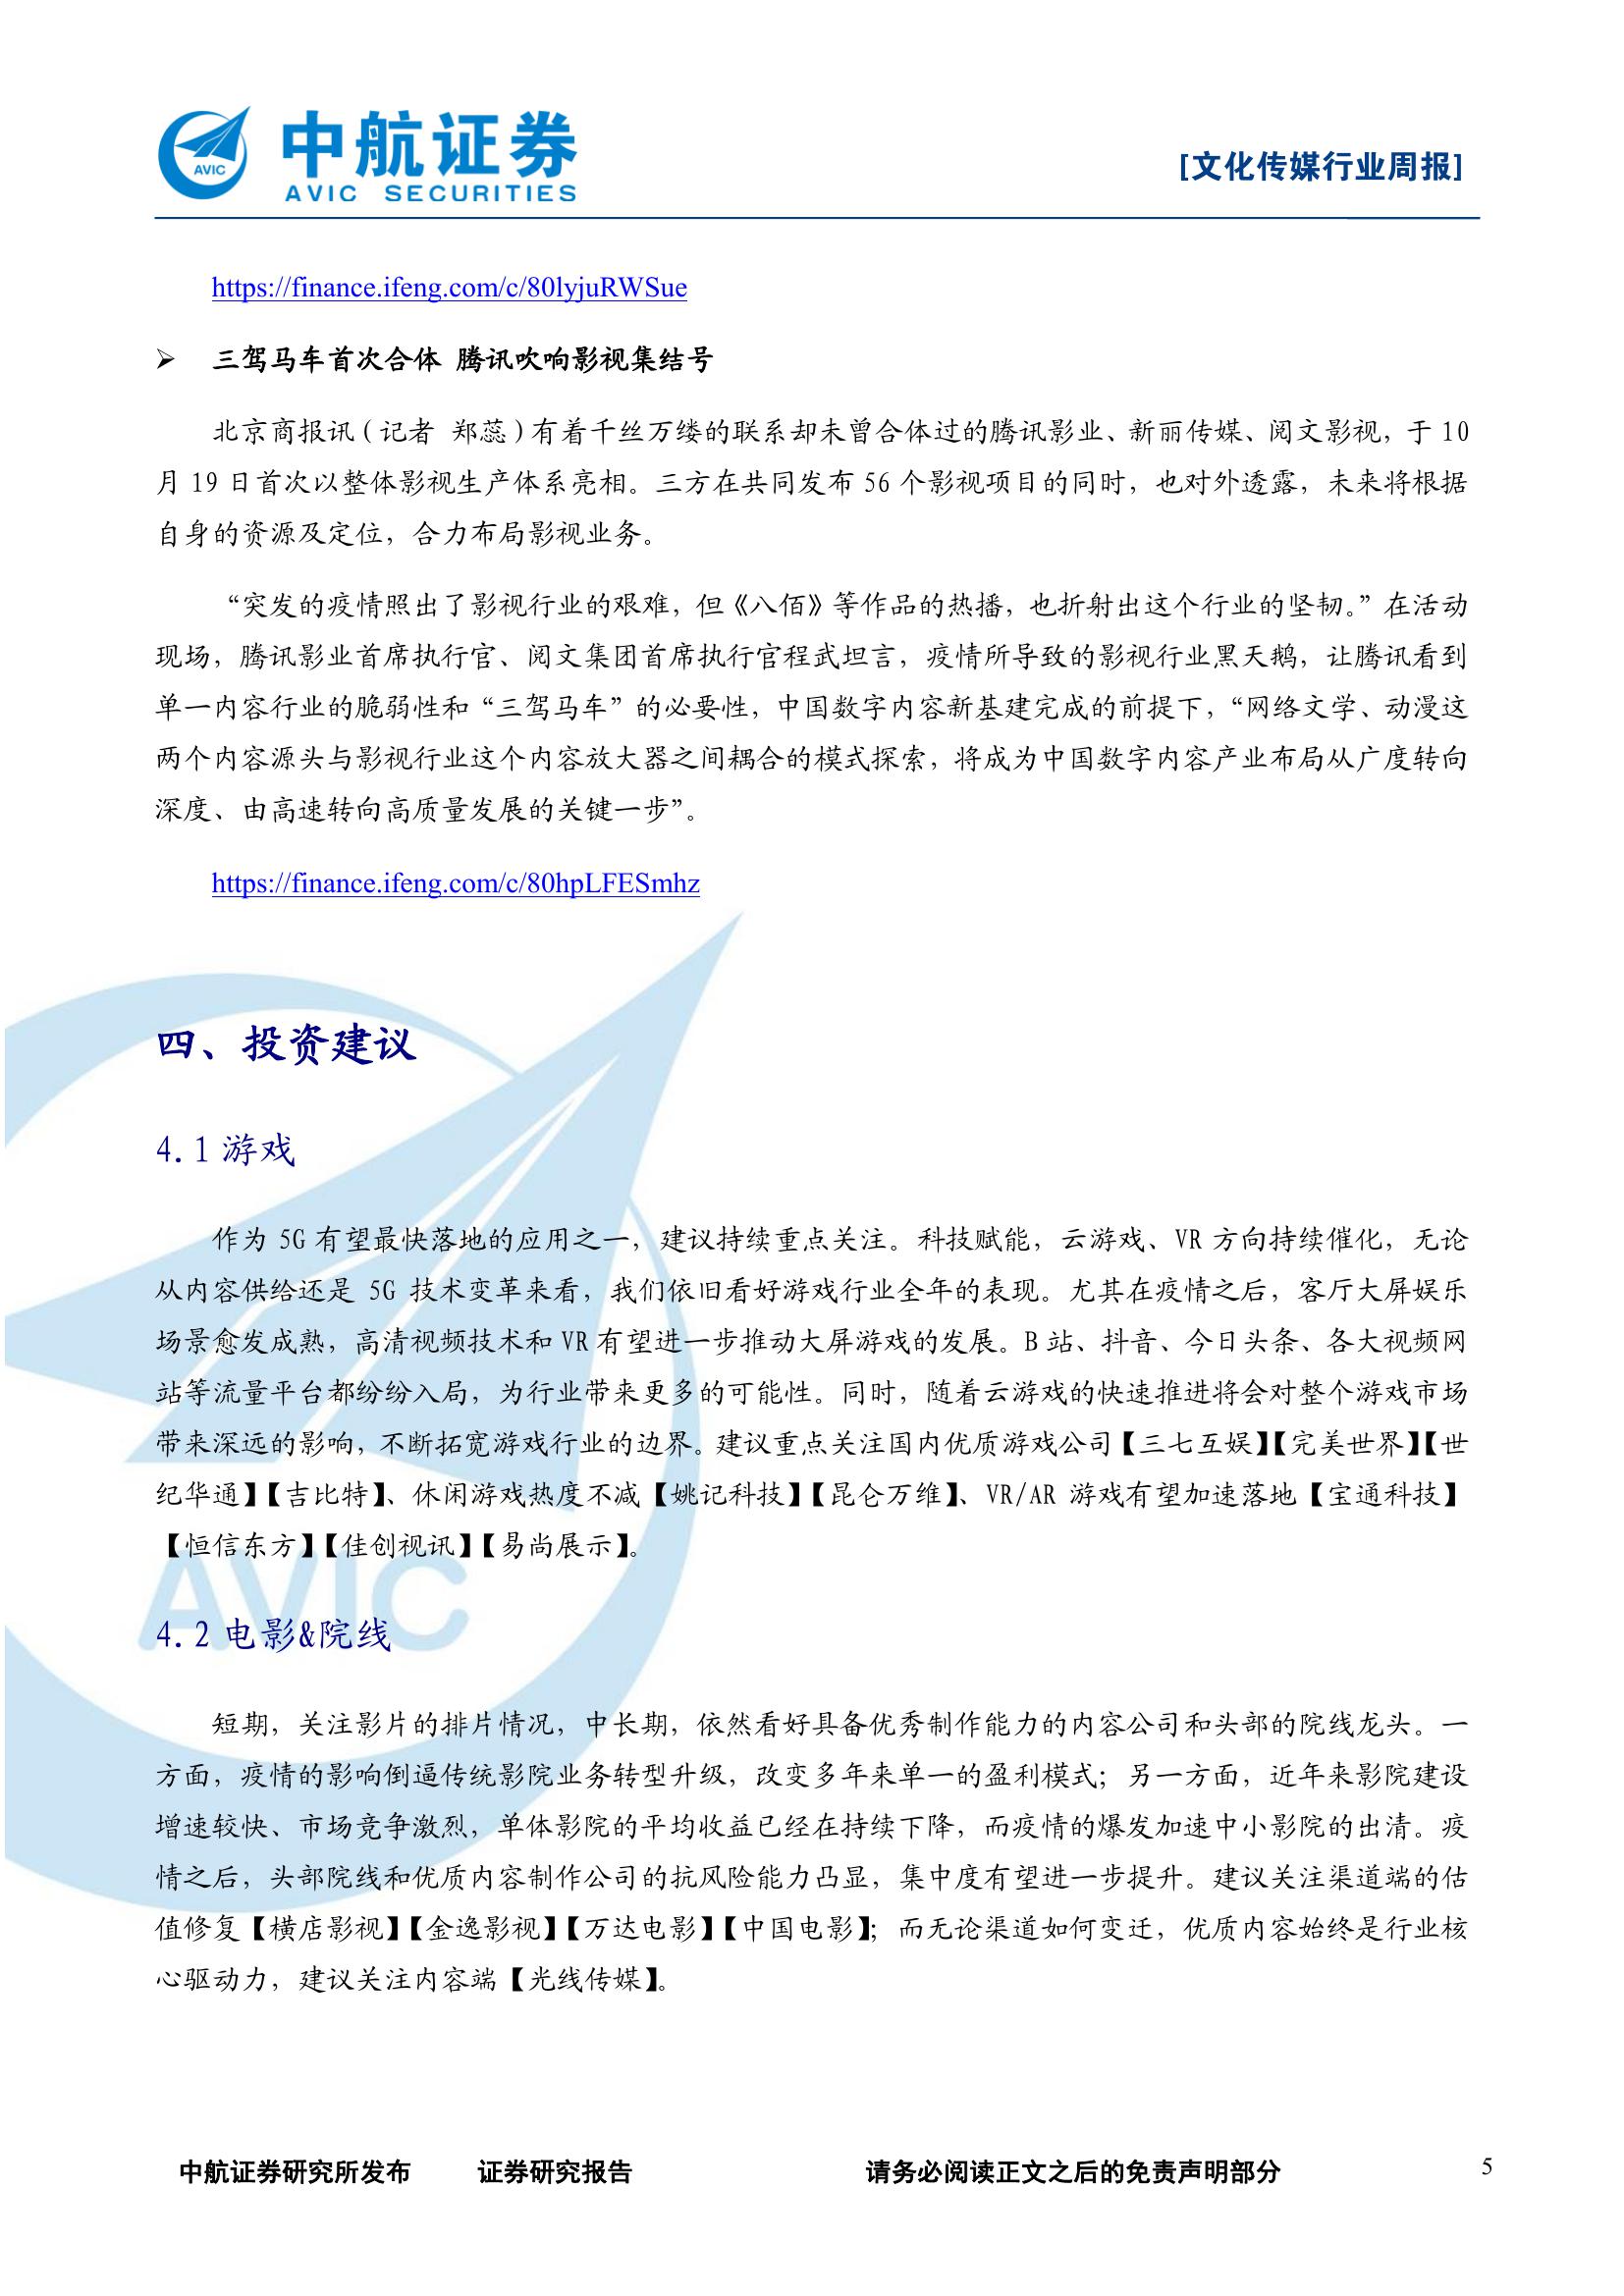 AVIC
中航证券
AVIC SECURITIES
[文化传媒行业周报]
https://finance.ifeng.com/c/80lyjuRWSue
➢ 三驾马车首次合体 腾讯吹响影视集结号
北京商报讯（记者 郑蕊）有着千丝万缕的联系却未曾合体过的腾讯影业、新丽传媒、阅文影视，于 10
月 19 日首次以整体影视生产体系亮相。三方在共同发布 56 个影视项目的同时，也对外透露，未来将根据
自身的资源及定位，合力布局影视业务。
“突发的疫情照出了影视行业的艰难，但《八佰》等作品的热播，也折射出这个行业的坚韧。”在活动
现场，腾讯影业首席执行官、阅文集团首席执行官程武坦言，疫情所导致的影视行业黑天鹅，让腾讯看到
单一内容行业的脆弱性和“三驾马车”的必要性，中国数字内容新基建完成的前提下，“网络文学、动漫这
两个内容源头与影视行业这个内容放大器之间耦合的模式探索，将成为中国数字内容产业布局从广度转向
深度、由高速转向高质量发展的关键一步”。
https://finance.ifeng.com/c/80hpLFESmhz
四、投资建议
4.1 游戏
作为 5G 有望最快落地的应用之一，建议持续重点关注。科技赋能，云游戏、VR 方向持续催化，无论
从内容供给还是 5G 技术变革来看，我们依旧看好游戏行业全年的表现。尤其在疫情之后，客厅大屏娱乐
场景愈发成熟，高清视频技术和 VR 有望进一步推动大屏游戏的发展。B 站、抖音、今日头条、各大视频网
站等流量平台都纷纷入局，为行业带来更多的可能性。同时，随着云游戏的快速推进将会对整个游戏市场
带来深远的影响，不断拓宽游戏行业的边界。建议重点关注国内优质游戏公司【三七互娱】【完美世界】【世
纪华通】【吉比特】、休闲游戏热度不减【姚记科技】【昆仑万维】、VR/AR 游戏有望加速落地【宝通科技】
【恒信东方】【佳创视讯】【易尚展示】。
AVIC
4.2 电影&院线
短期，关注影片的排片情况，中长期，依然看好具备优秀制作能力的内容公司和头部的院线龙头。一
方面，疫情的影响倒逼传统影院业务转型升级，改变多年来单一的盈利模式；另一方面，近年来影院建设
增速较快、市场竞争激烈，单体影院的平均收益已经在持续下降，而疫情的爆发加速中小影院的出清。疫
情之后，头部院线和优质内容制作公司的抗风险能力凸显，集中度有望进一步提升。建议关注渠道端的估
值修复【横店影视】【金逸影视】【万达电影】【中国电影】；而无论渠道如何变迁，优质内容始终是行业核
心驱动力，建议关注内容端【光线传媒】。
中航证券研究所发布 证券研究报告 请务必阅读正文之后的免责声明部分 5